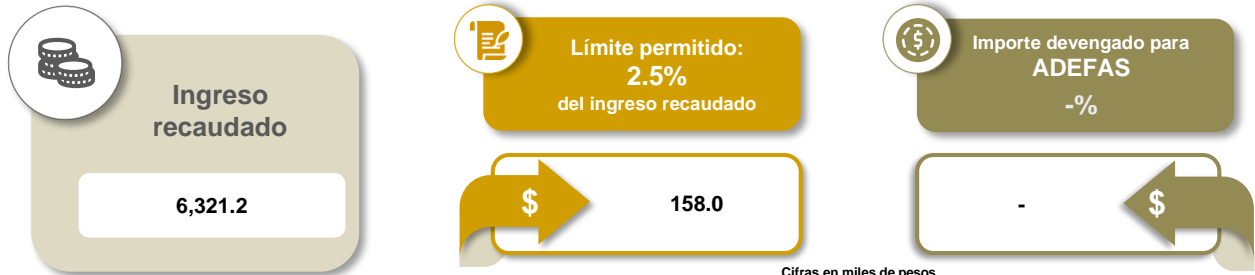 Ingreso
recaudado
6,321.2
Límite permitido:
2.5%
del ingreso recaudado
$
158.0
Importe devengado para
ADEFAS
-%
-
$
Cifras en miles de pesos